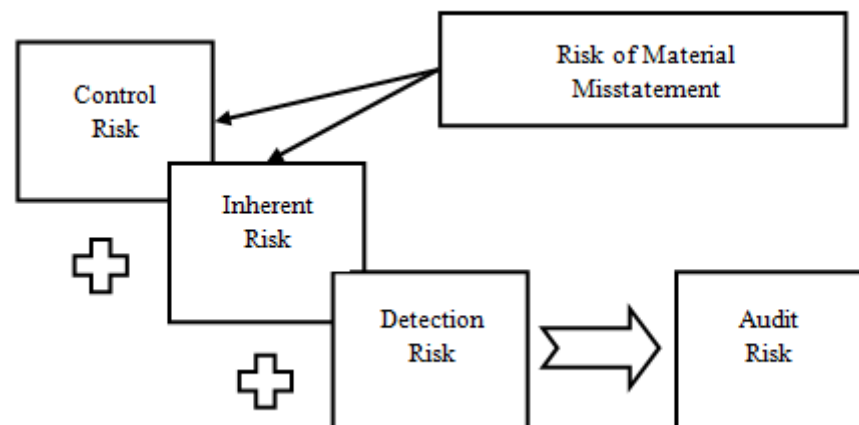 Control
Risk
Risk of Material
Misstatement
Inherent
Risk
Detection
Risk
Audit
Risk